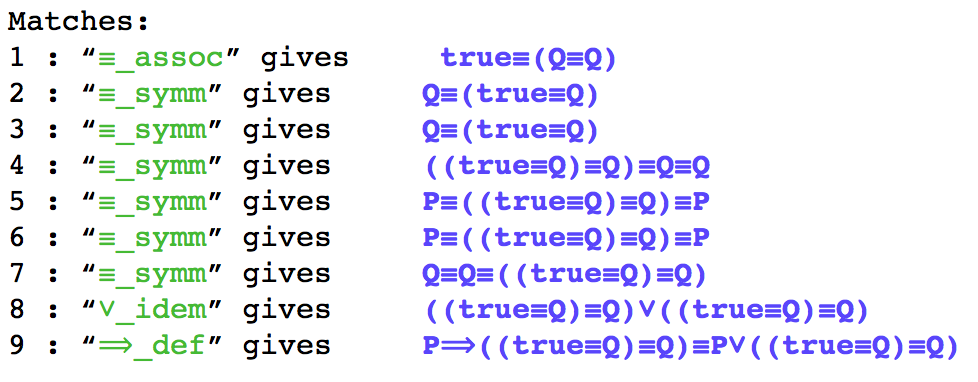 Matches:
1 : “≡_assoc” gives true≡(Q≡Q)
2 : “≡_symm” gives Q≡(true≡Q)
3 : “≡_symm” gives Q≡(true≡Q)
4 : “≡_symm” gives ((true≡Q)≡Q)≡Q≡Q
5 : “≡_symm” gives P≡((true≡Q)≡Q)≡P
6 : “≡_symm” gives P≡((true≡Q)≡Q)≡P
7 : “≡_symm” gives Q≡Q≡((true≡Q)≡Q)
8 : “∨_idem” gives ((true≡Q)≡Q)∨((true≡Q)≡Q)
9 : “⟹_def” gives P⟹((true≡Q)≡Q)≡P∨((true≡Q)≡Q)